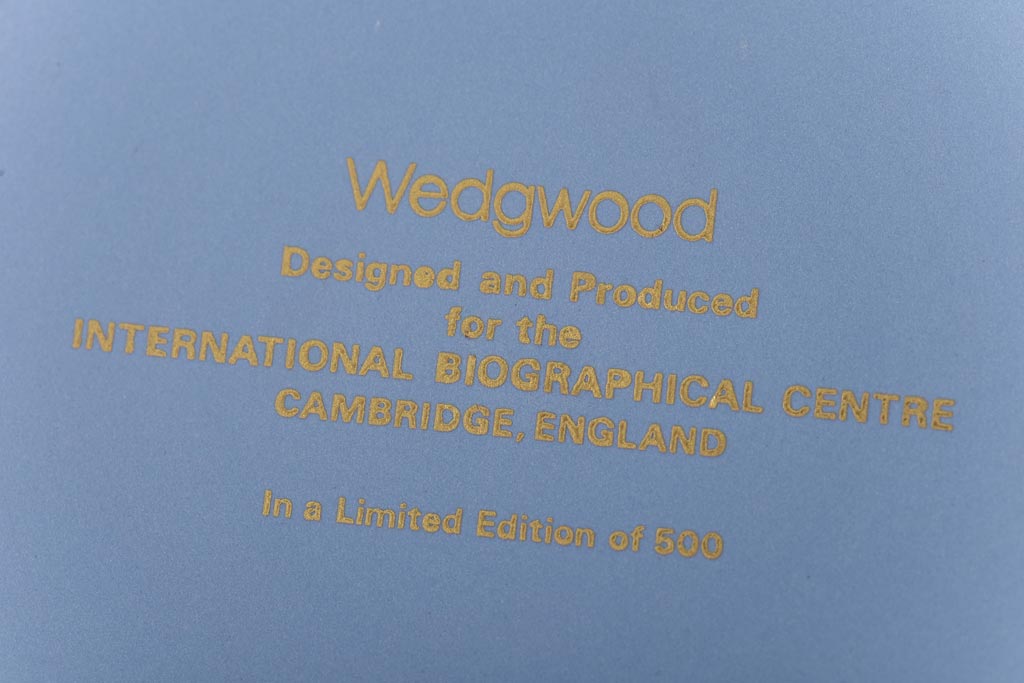 Wedgwood
Designed and Produced
for the
INTERNATIONAL BIOGRAPHICAL CENTRE
CAMBRIDGE, ENGLAND
In a Limited Edition of 500